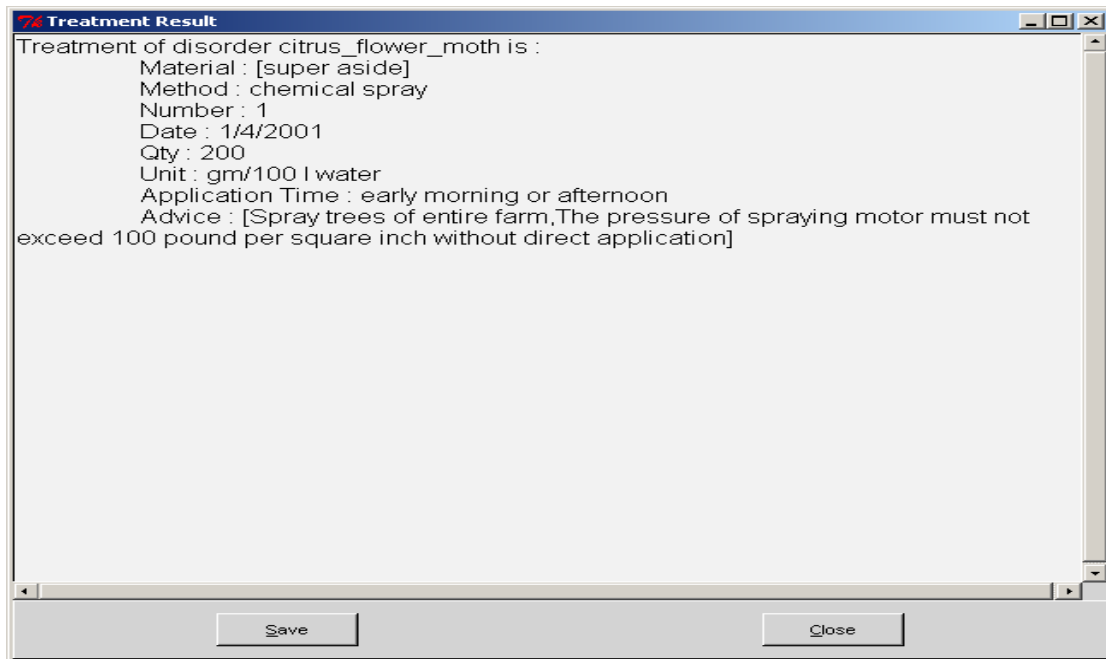 Treatment Result
Treatment of disorder citrus_flower_moth is :
Material : [super aside]
Method : chemical spray
Number : 1
Date : 1/4/2001
Qty : 200
Unit : gm/100 l water
Application Time : early morning or afternoon
Advice : [Spray trees of entire farm,The pressure of spraying motor must not
exceed 100 pound per square inch without direct application]
Save
Close